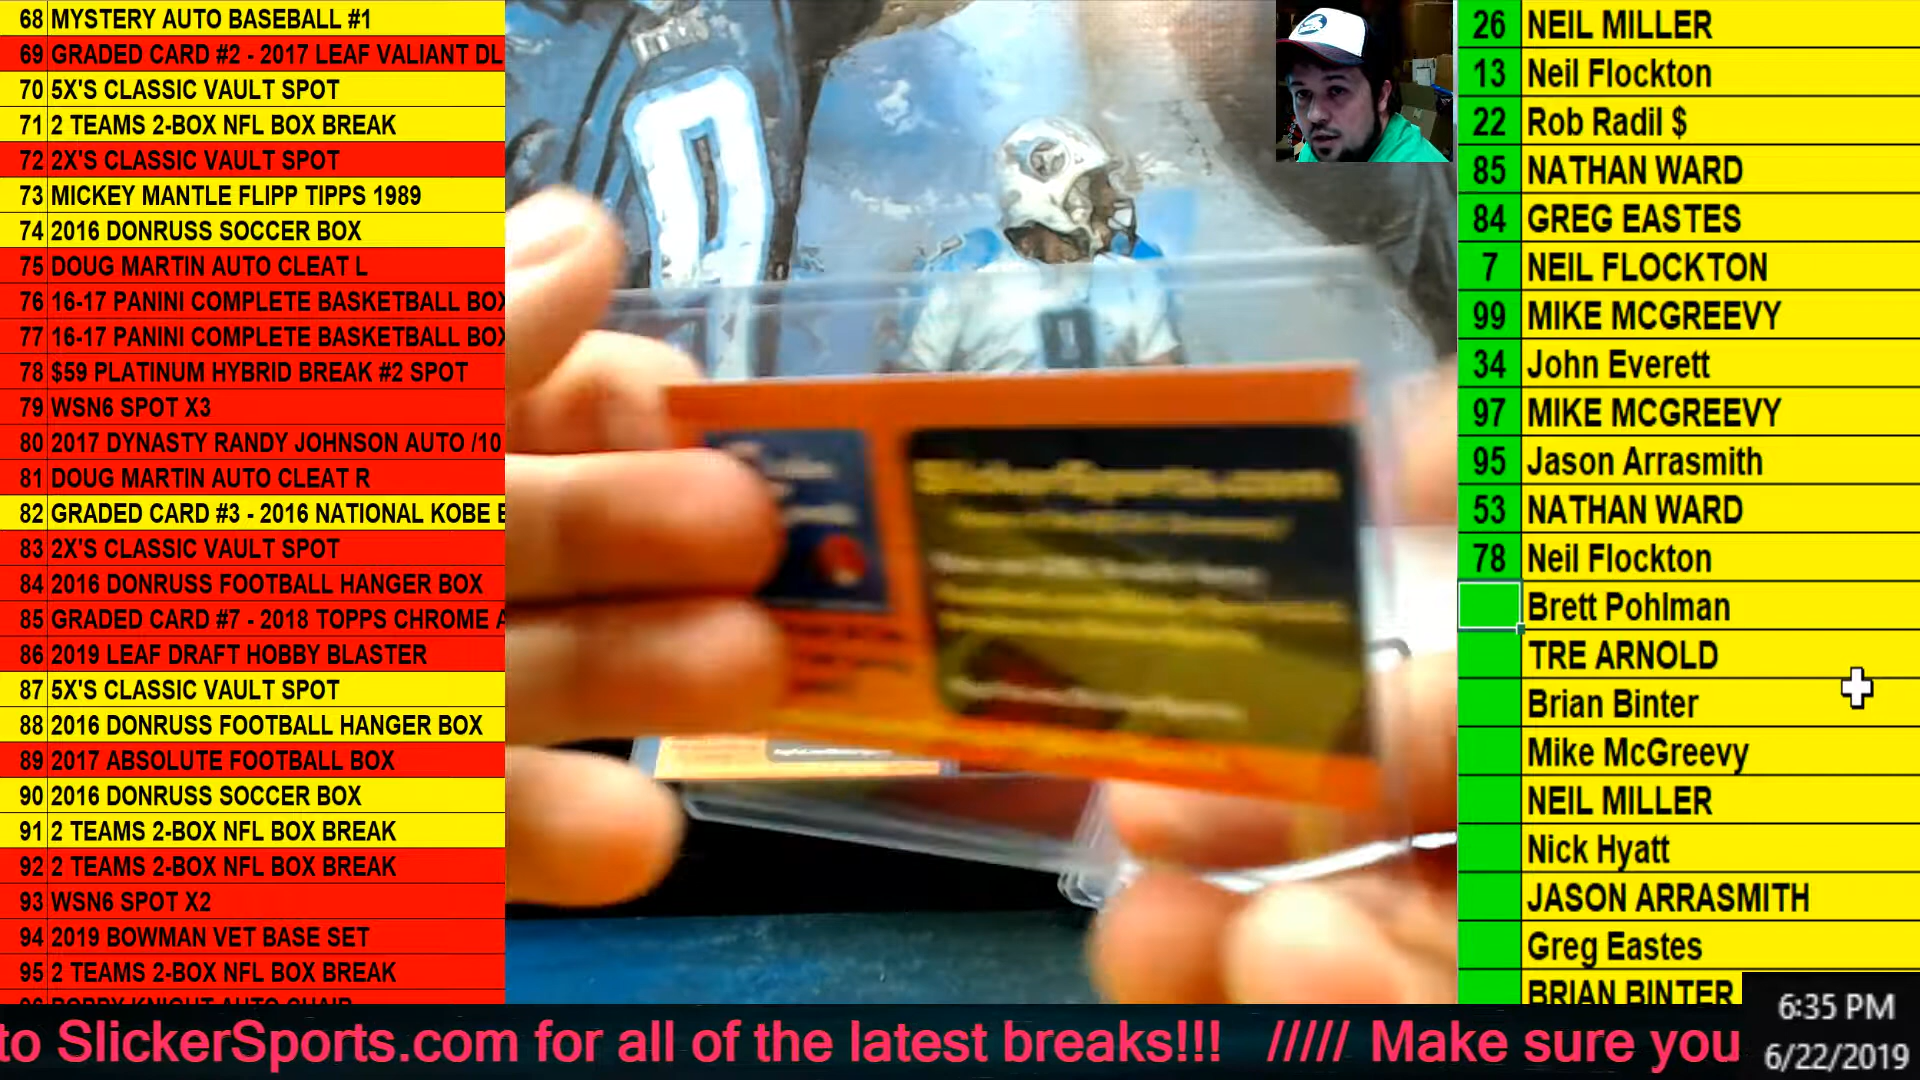 68 MYSTERY AUTO BASEBALL #1
69 GRADED CARD #2 - 2017 LEAF VALIANT DL
70 5X'S CLASSIC VAULT SPOT
71 2 TEAMS 2-BOX NFL BOX BREAK
72 2X'S CLASSIC VAULT SPOT
73 MICKEY MANTLE FLIPP TIPPS 1989
74 2016 DONRUSS SOCCER BOX
75 DOUG MARTIN AUTO CLEAT L
76 16-17 PANINI COMPLETE BASKETBALL BOX
77 16-17 PANINI COMPLETE BASKETBALL BOX
78 $59 PLATINUM HYBRID BREAK #2 SPOT
79 WSN6 SPOT X3
80 2017 DYNASTY RANDY JOHNSON AUTO /10
81 DOUG MARTIN AUTO CLEAT R
82 GRADED CARD #3 - 2016 NATIONAL KOBE
83 2X'S CLASSIC VAULT SPOT
84 2016 DONRUSS FOOTBALL HANGER BOX
85 GRADED CARD #7 - 2018 TOPPS CHROME
86 2019 LEAF DRAFT HOBBY BLASTER
87 5X'S CLASSIC VAULT SPOT
88 2016 DONRUSS FOOTBALL HANGER BOX
89 2017 ABSOLUTE FOOTBALL BOX
90 2016 DONRUSS SOCCER BOX
91 2 TEAMS 2-BOX NFL BOX BREAK
92 2 TEAMS 2-BOX NFL BOX BREAK
93 WSN6 SPOT X2
94 2019 BOWMAN VET BASE SET
95 2 TEAMS 2-BOX NFL BOX BREAK
96 BOBBY KNIGHT AUTO CHAIR
SlickerSports.com
26 NEIL MILLER
13 Neil Flockton
22 Rob Radil $
85 NATHAN WARD
84 GREG EASTES
7 NEIL FLOCKTON
99 MIKE MCGREEVY
34 John Everett
97 MIKE MCGREEVY
95 Jason Arrasmith
53 NATHAN WARD
78 Neil Flockton
Brett Pohlman
TRE ARNOLD
Brian Binter
Mike McGreevy
NEIL MILLER
Nick Hyatt
JASON ARRASMITH
Greg Eastes
BRIAN BINTER
to SlickerSports.com for all of the latest breaks!!! ///// Make sure you
6:35 PM
6/22/2019